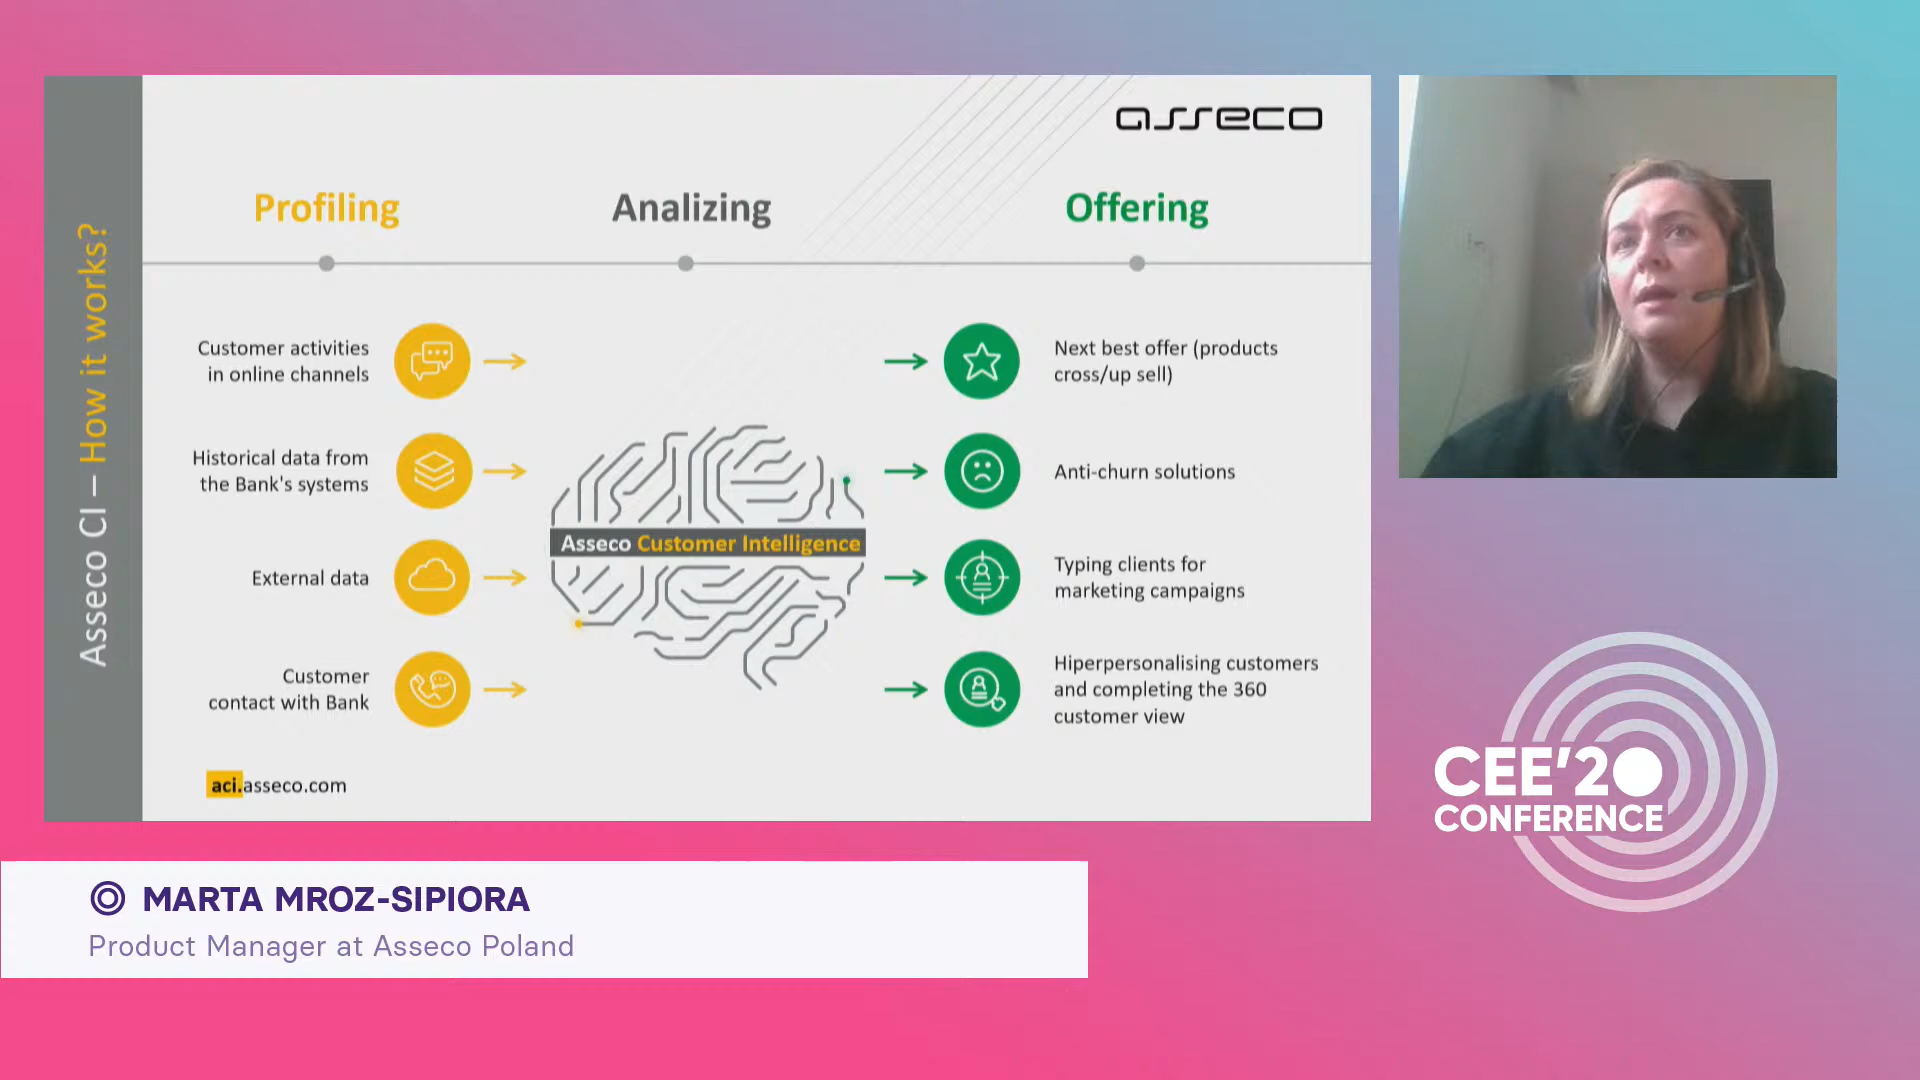 Asseco CI – How it works?
asseco
Profiling
Analizing
Offering
Customer activities
in online channels
Historical data from
the Bank's systems
External data
Customer
contact with Bank
Asseco Customer Intelligence
Next best offer (products
cross/up sell)
Anti-churn solutions
Typing clients for
marketing campaigns
Hiperpersonalising customers
and completing the 360
customer view
aci.asseco.com
CEE'20
CONFERENCE
MARTA MROZ-SIPIORA
Product Manager at Asseco Poland